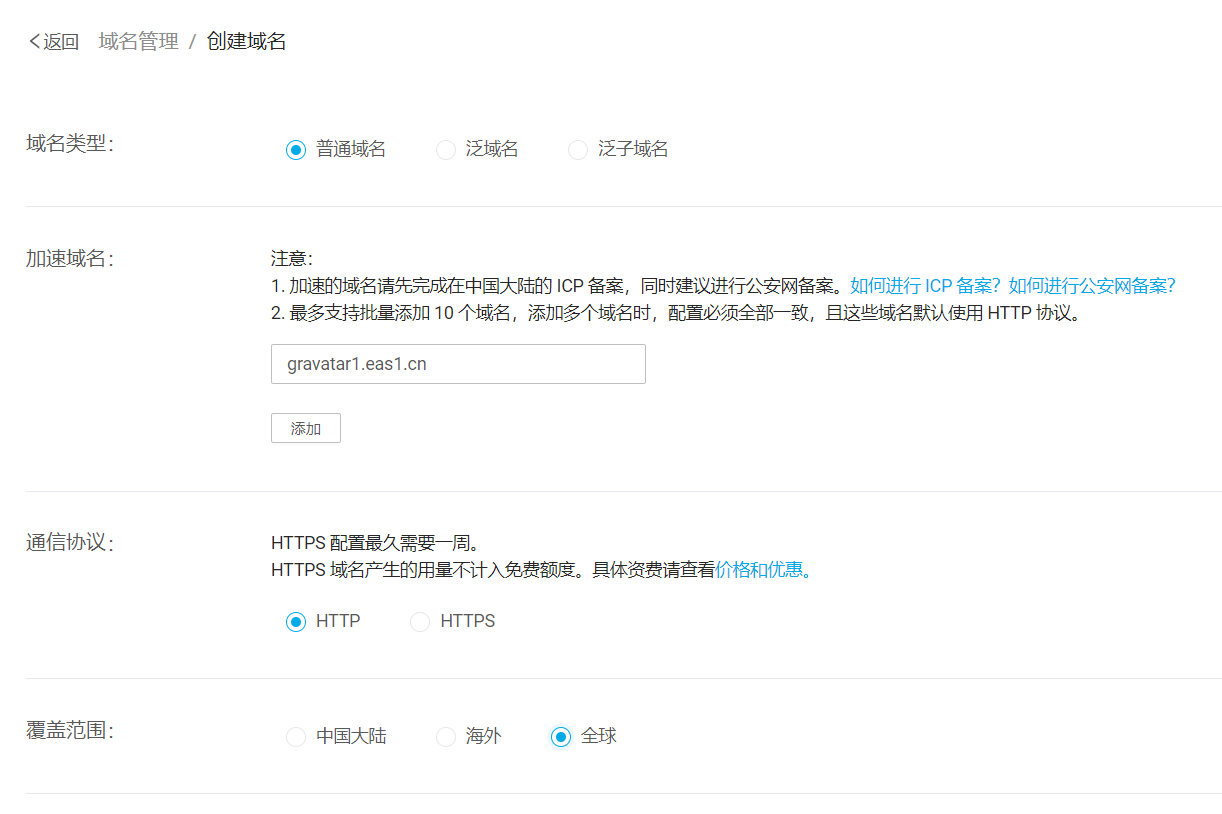 返回 域名管理 / 创建域名
域名类型：
普通域名 泛域名 泛子域名
加速域名：
注意：
1. 加速的域名请先完成在中国大陆的 ICP 备案，同时建议进行公安网备案。如何进行 ICP 备案？如何进行公安网备案？
2. 最多支持批量添加 10 个域名，添加多个域名时，配置必须全部一致，且这些域名默认使用 HTTP 协议。
gravatar1.eas1.cn
添加
通信协议：
HTTPS 配置最久需要一周。
HTTPS 域名产生的用量不计入免费额度。具体资费请查看价格和优惠。
HTTP HTTPS
覆盖范围：
中国大陆 海外 全球